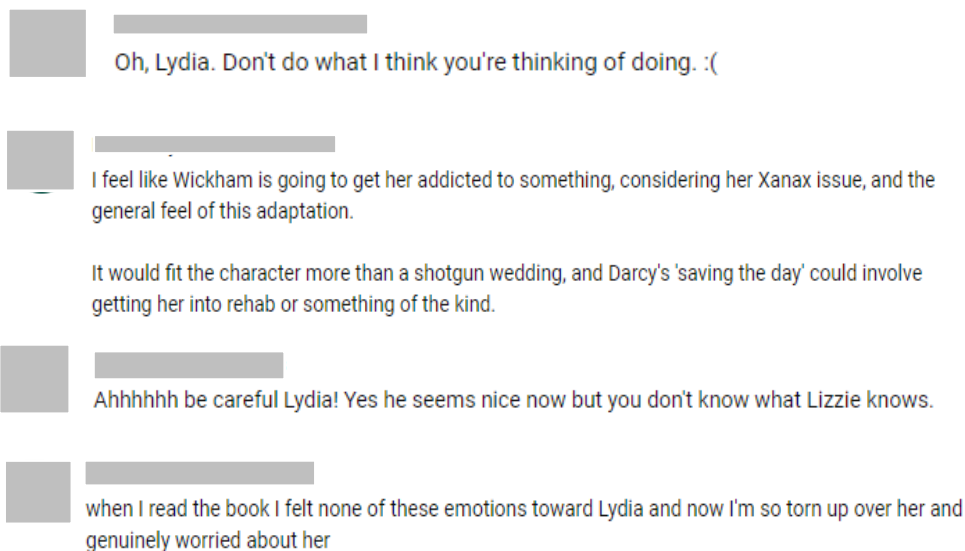 Oh, Lydia. Don't do what I think you're thinking of doing. :(
I feel like Wickham is going to get her addicted to something, considering her Xanax issue, and the
general feel of this adaptation.
It would fit the character more than a shotgun wedding, and Darcy's 'saving the day' could involve
getting her into rehab or something of the kind.
Ahhhhhh be careful Lydia! Yes he seems nice now but you don't know what Lizzie knows.
when I read the book I felt none of these emotions toward Lydia and now I'm so torn up over her and
genuinely worried about her